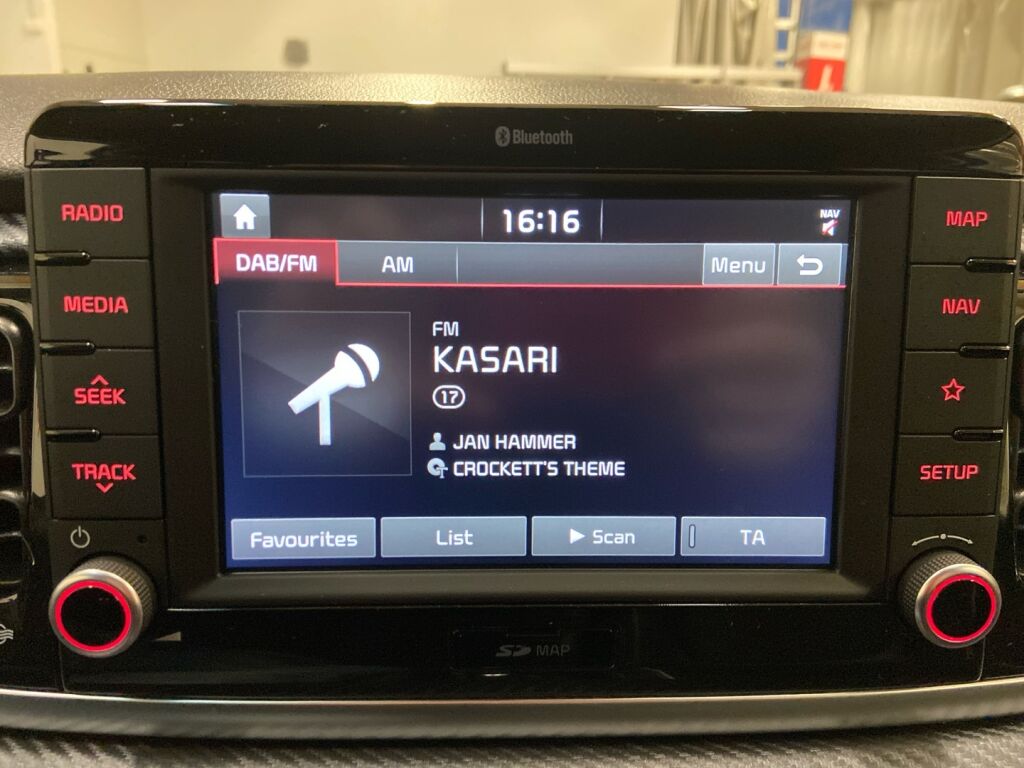 Bluetooth
RADIO
MEDIA
SEEK
TRACK
16:16
NAV
DAB/FM
AM
Menu
FM
KASARI
17
JAN HAMMER
CROCKETT'S THEME
Favourites
List
Scan
TA
MAP
NAV
SETUP
SD MAP